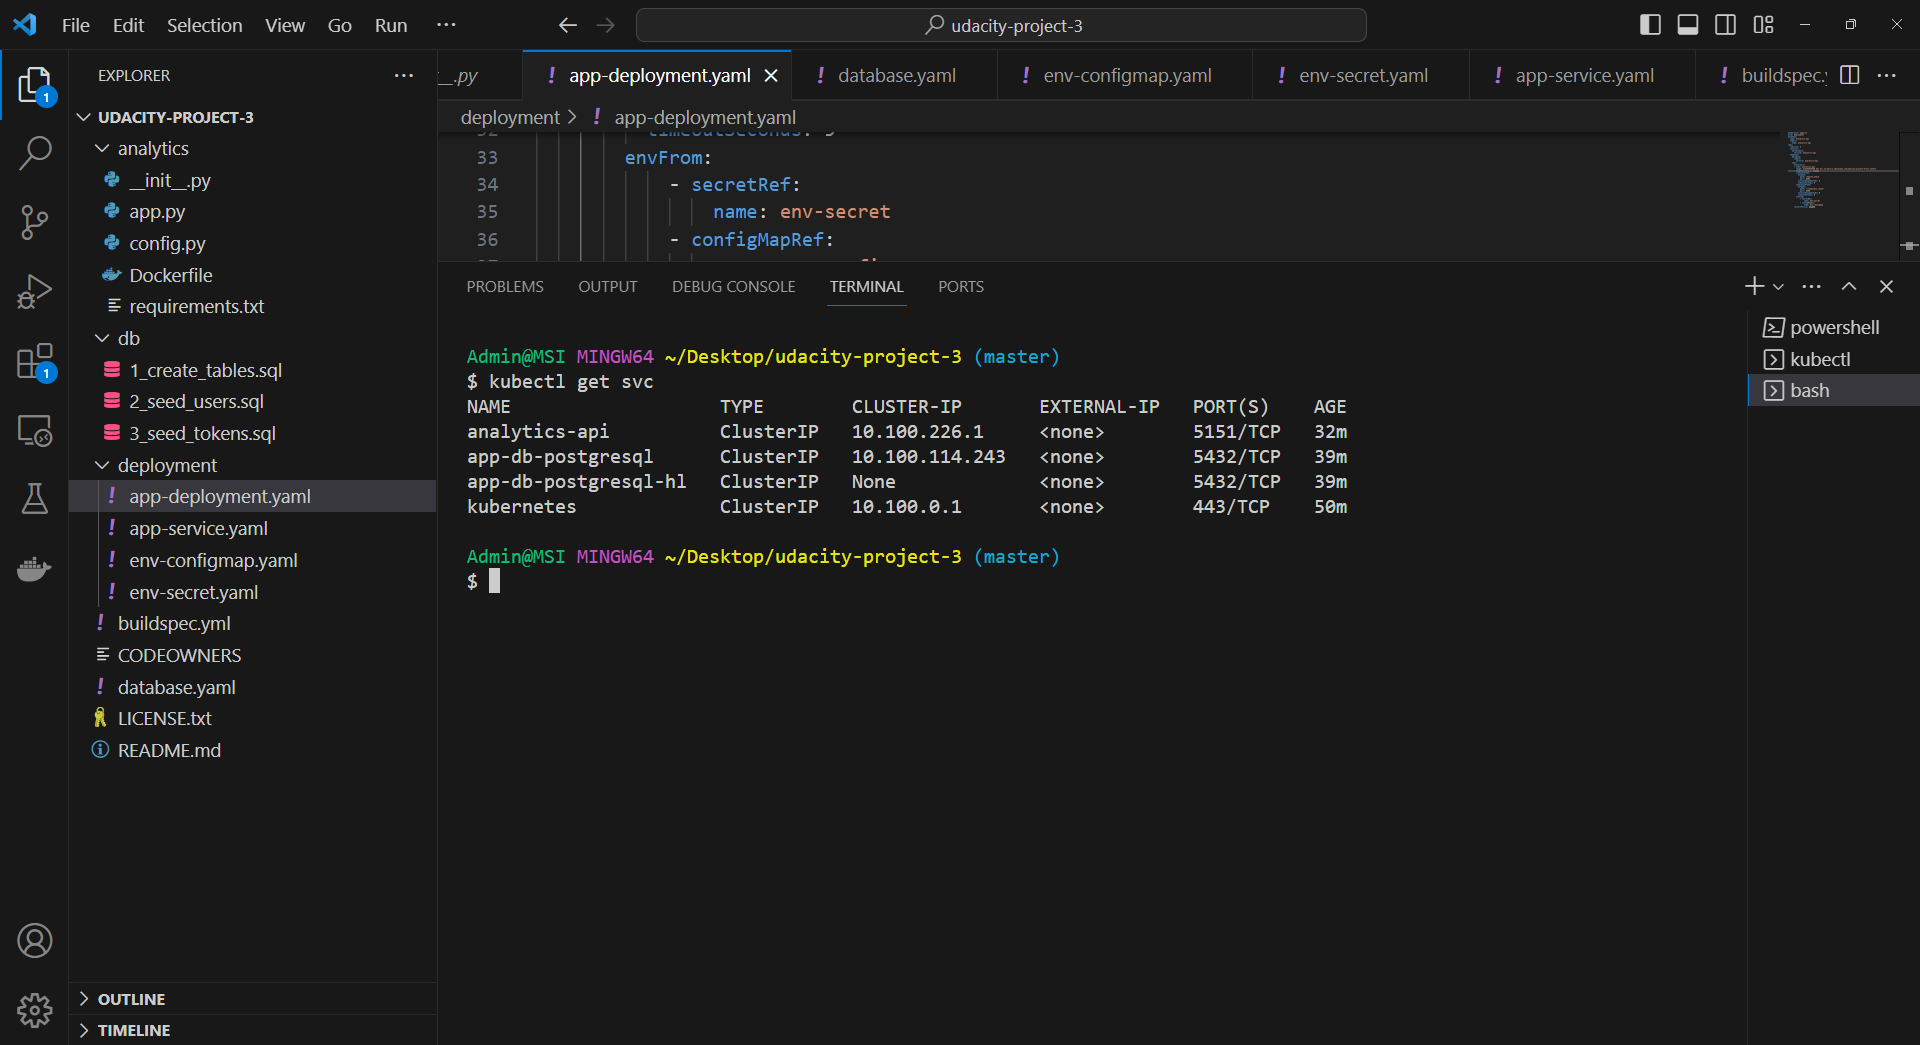 File Edit Selection View Go Run ···
udacity-project-3
EXPLORER
UDACITY-PROJECT-3
analytics
__init__.py
app.py
config.py
Dockerfile
requirements.txt
db
1_create_tables.sql
2_seed_users.sql
3_seed_tokens.sql
deployment
! app-deployment.yaml
! app-service.yaml
! env-configmap.yaml
! env-secret.yaml
! buildspec.yml
CODEOWNERS
! database.yaml
LICENSE.txt
README.md
OUTLINE
TIMELINE
1
1
__.py ! app-deployment.yaml ! database.yaml ! env-configmap.yaml ! env-secret.yaml ! app-service.yaml ! buildspec.y
deployment > ! app-deployment.yaml
32 timeoutSeconds: 5
33 envFrom:
34 - secretRef:
35 name: env-secret
36 - configMapRef:
PROBLEMS OUTPUT DEBUG CONSOLE TERMINAL PORTS
Admin@MSI MINGW64 ~/Desktop/udacity-project-3 (master)
$ kubectl get svc
NAME TYPE CLUSTER-IP EXTERNAL-IP PORT(S) AGE
analytics-api ClusterIP 10.100.226.1 <none> 5151/TCP 32m
app-db-postgresql ClusterIP 10.100.114.243 <none> 5432/TCP 39m
app-db-postgresql-hl ClusterIP None <none> 5432/TCP 39m
kubernetes ClusterIP 10.100.0.1 <none> 443/TCP 50m
Admin@MSI MINGW64 ~/Desktop/udacity-project-3 (master)
$
powershell
kubectl
bash